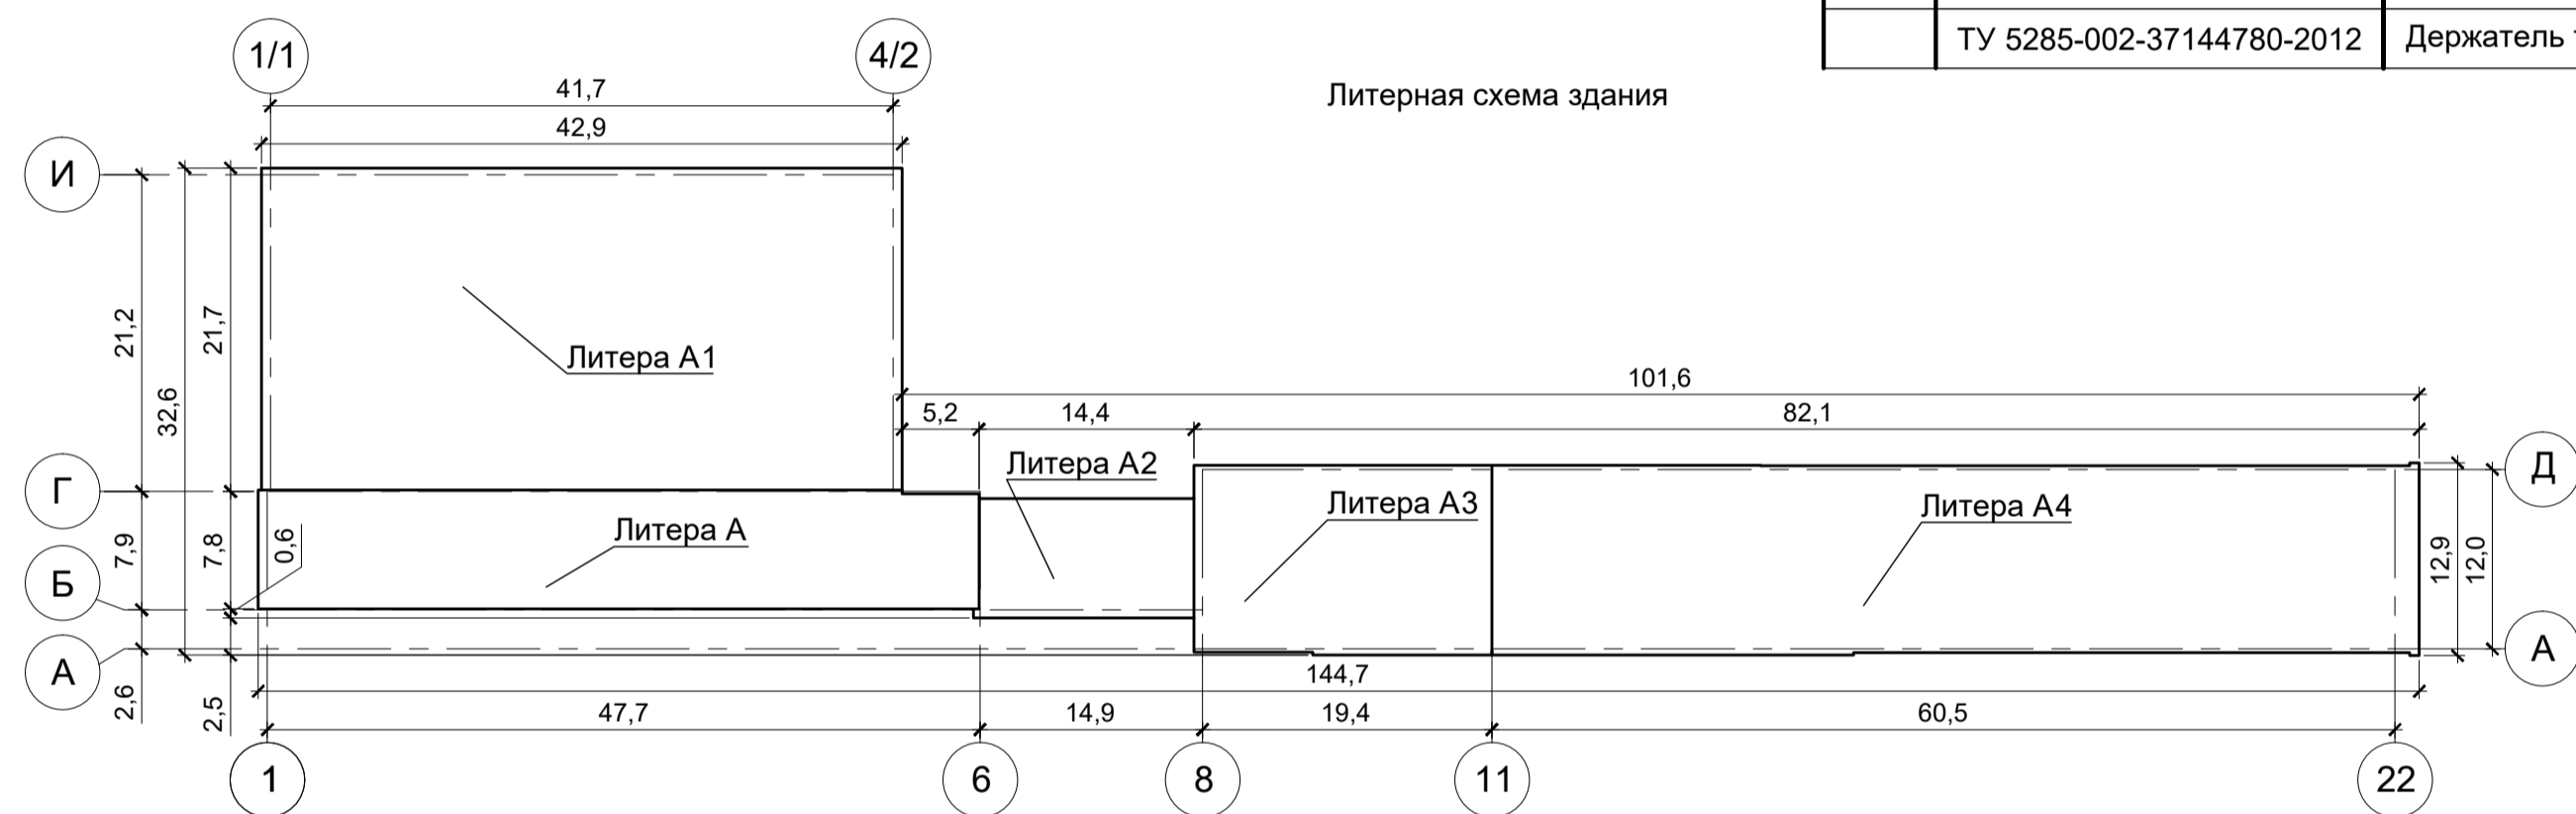 ТУ 5285-002-37144780-2012 Держатель
Литерная схема здания
1/1 4/2
41,7
42,9
И
21,2
32,6
21,7
Литера А1
101,6
5,2 14,4 82,1
Литера А2
Г
Д
Литера А
Литера А3
Литера А4
0,6
7,9
7,8
12,9
12,0
Б
А
А
2,6
2,5
144,7
47,7 14,9 19,4 60,5
1 6 8 11 22